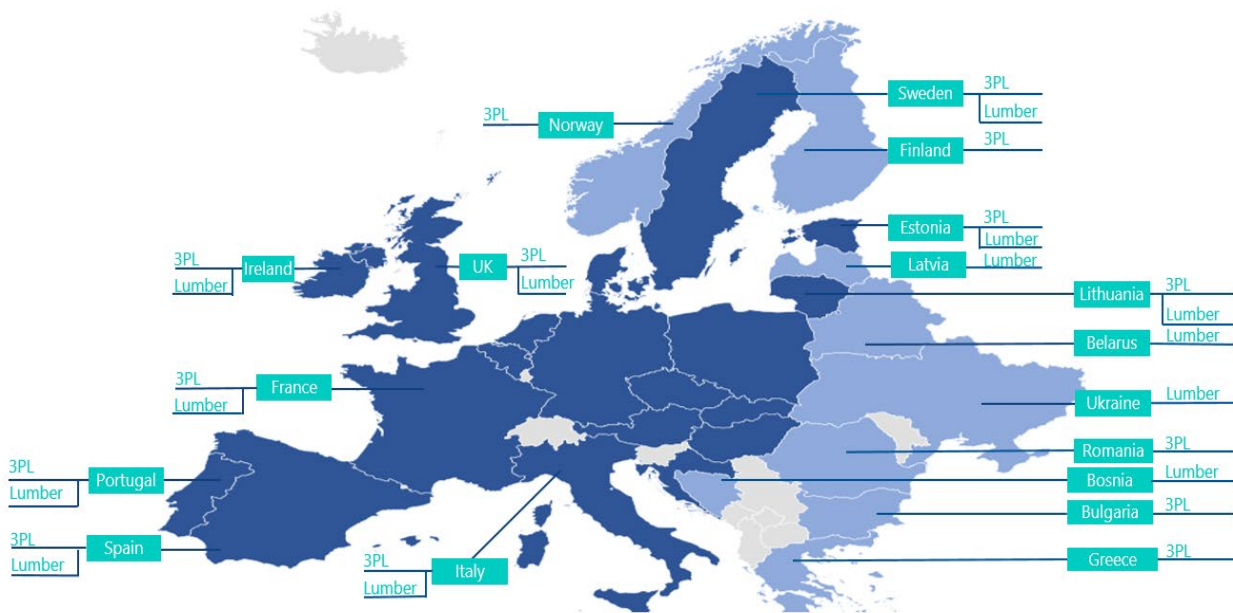 3PL
Norway
Sweden
3PL
Lumber
Finland
3PL
Estonia
3PL
Lumber
Latvia
Lumber
3PL
Lumber
Ireland
UK
3PL
Lumber
Lithuania
3PL
Lumber
Belarus
Lumber
3PL
Lumber
France
Ukraine
Lumber
Romania
3PL
Bosnia
Lumber
3PL
Lumber
Portugal
Bulgaria
3PL
3PL
Lumber
Spain
3PL
Lumber
Italy
Greece
3PL